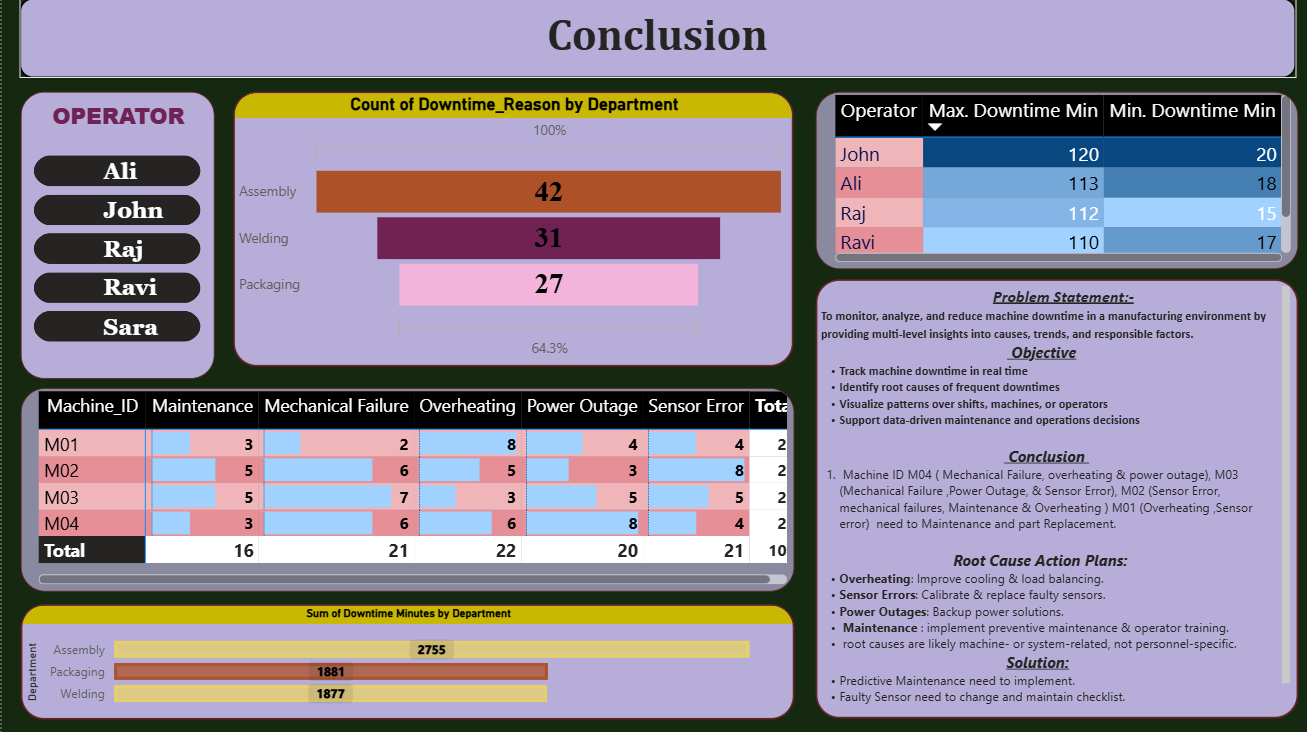 Conclusion
OPERATOR
Ali
John
Raj
Ravi
Sara
Count of Downtime_Reason by Department
100%
Assembly 42
Welding 31
Packaging 27
64.3%
Operator Max. Downtime Min Min. Downtime Min
John 120 20
Ali 113 18
Raj 112 15
Ravi 110 17
Machine_ID Maintenance Mechanical Failure Overheating Power Outage Sensor Error
M01 3 2 8 4 4
M02 5 6 5 3 8
M03 5 7 3 5 5
M04 3 6 6 8 4
Total 16 21 22 20 21
Sum of Downtime Minutes by Department
Department
Assembly 2755
Packaging 1881
Welding 1877
Problem Statement:-
To monitor, analyze, and reduce machine downtime in a manufacturing environment by
providing multi-level insights into causes, trends, and responsible factors.
Objective
• Track machine downtime in real time
• Identify root causes of frequent downtimes
• Visualize patterns over shifts, machines, or operators
• Support data-driven maintenance and operations decisions
Conclusion
1. Machine ID M04 ( Mechanical Failure, overheating & power outage), M03
(Mechanical Failure ,Power Outage, & Sensor Error), M02 (Sensor Error,
mechanical failures, Maintenance & Overheating ) M01 (Overheating ,Sensor
error) need to Maintenance and part Replacement.
Root Cause Action Plans:
• Overheating: Improve cooling & load balancing.
• Sensor Errors: Calibrate & replace faulty sensors.
• Power Outages: Backup power solutions.
• Maintenance : implement preventive maintenance & operator training.
• root causes are likely machine- or system-related, not personnel-specific.
Solution:
• Predictive Maintenance need to implement.
• Faulty Sensor need to change and maintain checklist.